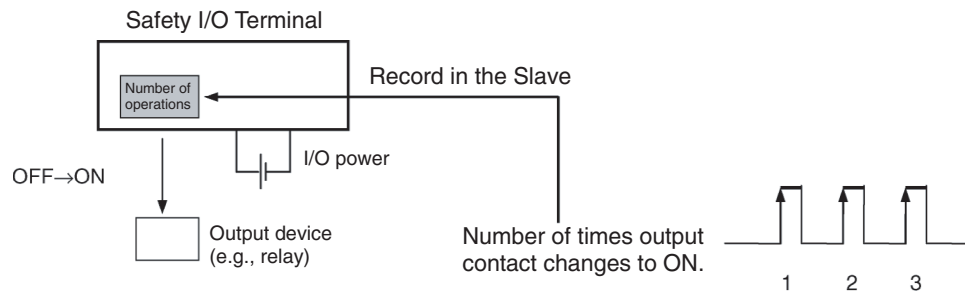 Safety I/O Terminal
Number of
operations
Record in the Slave
I/O power
OFF→ON
Output device
(e.g., relay)
Number of times output
contact changes to ON.
1 2 3